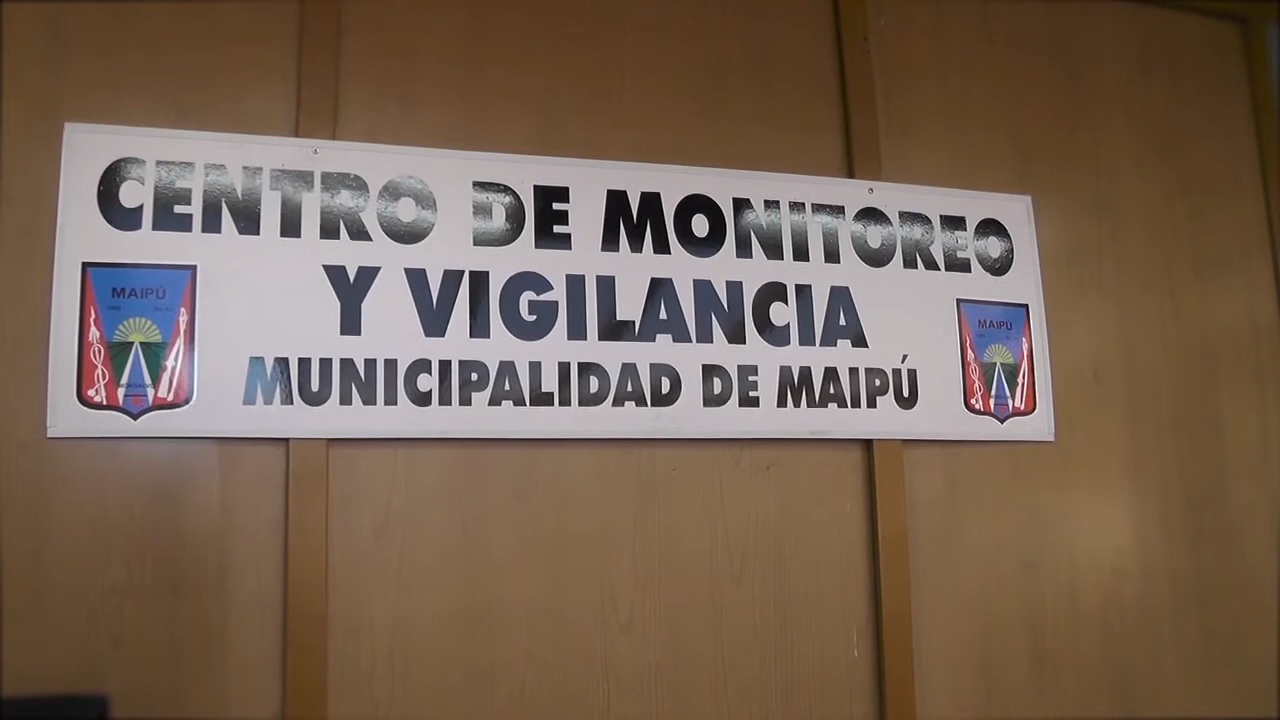 CENTRO DE MONITOREO
Y VIGILANCIA
MUNICIPALIDAD DE MAIPÚ
MAIPÚ
MAIPÚ